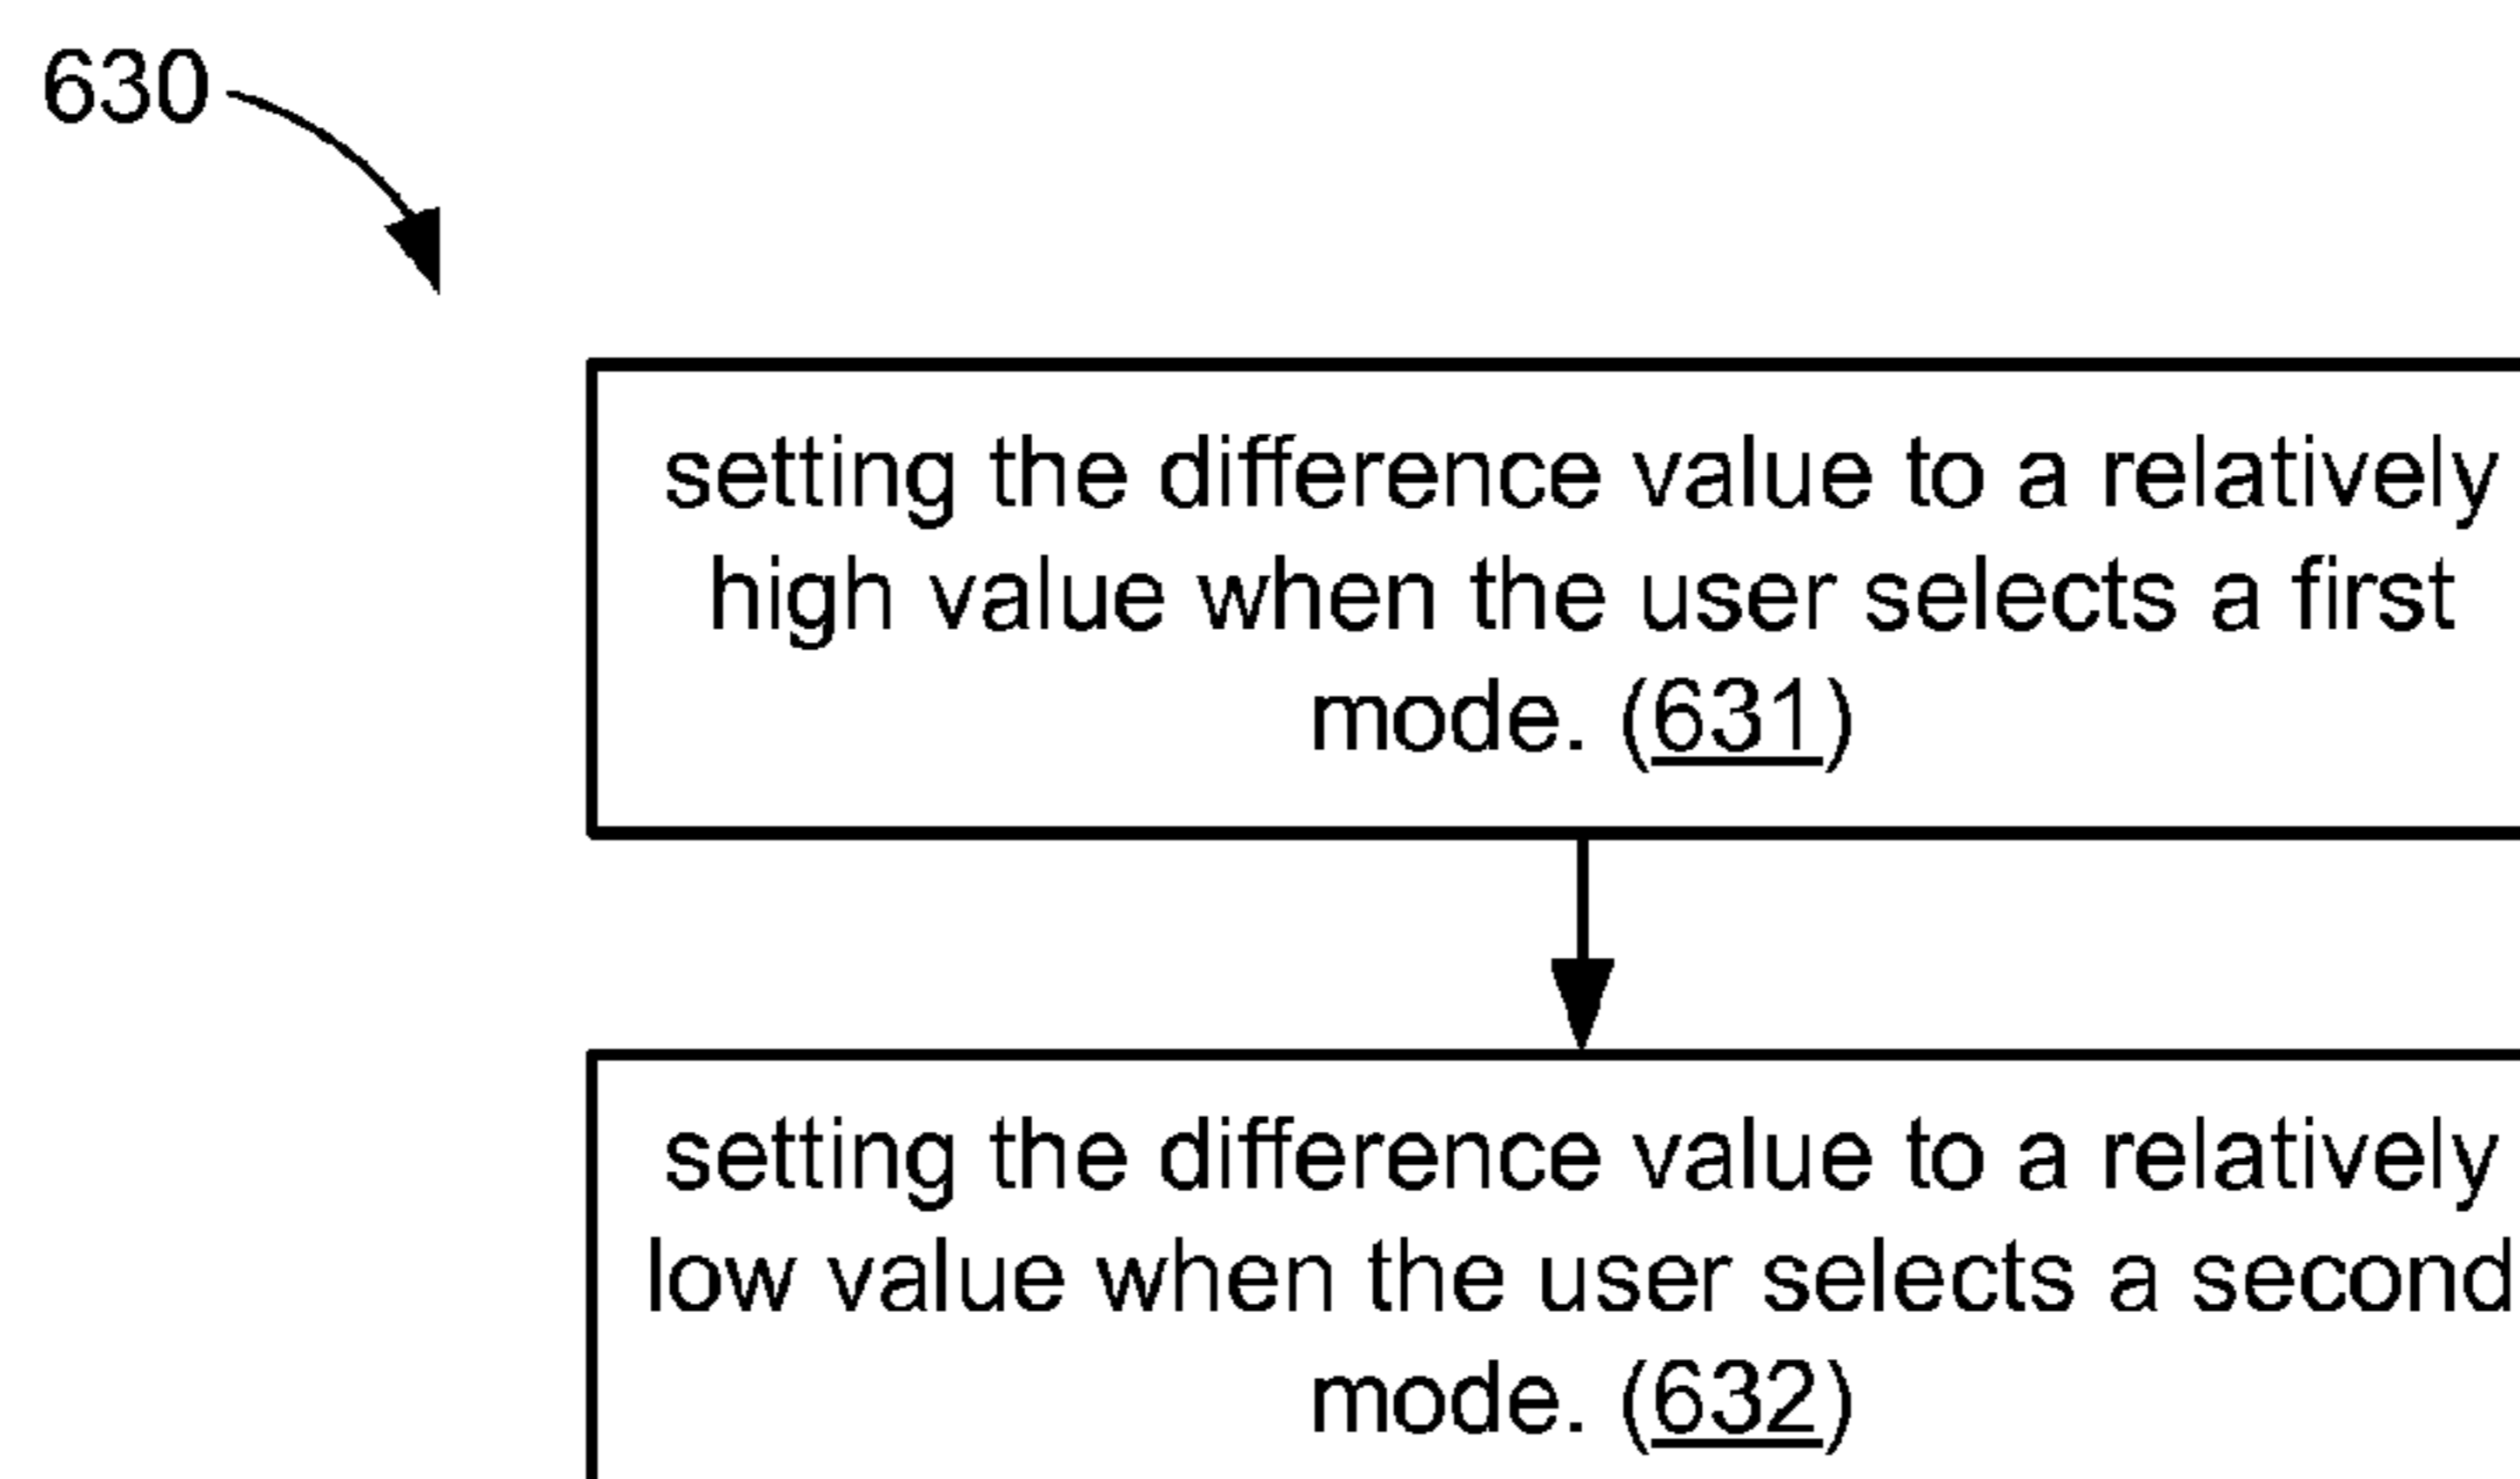 630
setting the difference value to a relatively
high value when the user selects a first
mode. (631)
setting the difference value to a relatively
low value when the user selects a second
mode. (632)